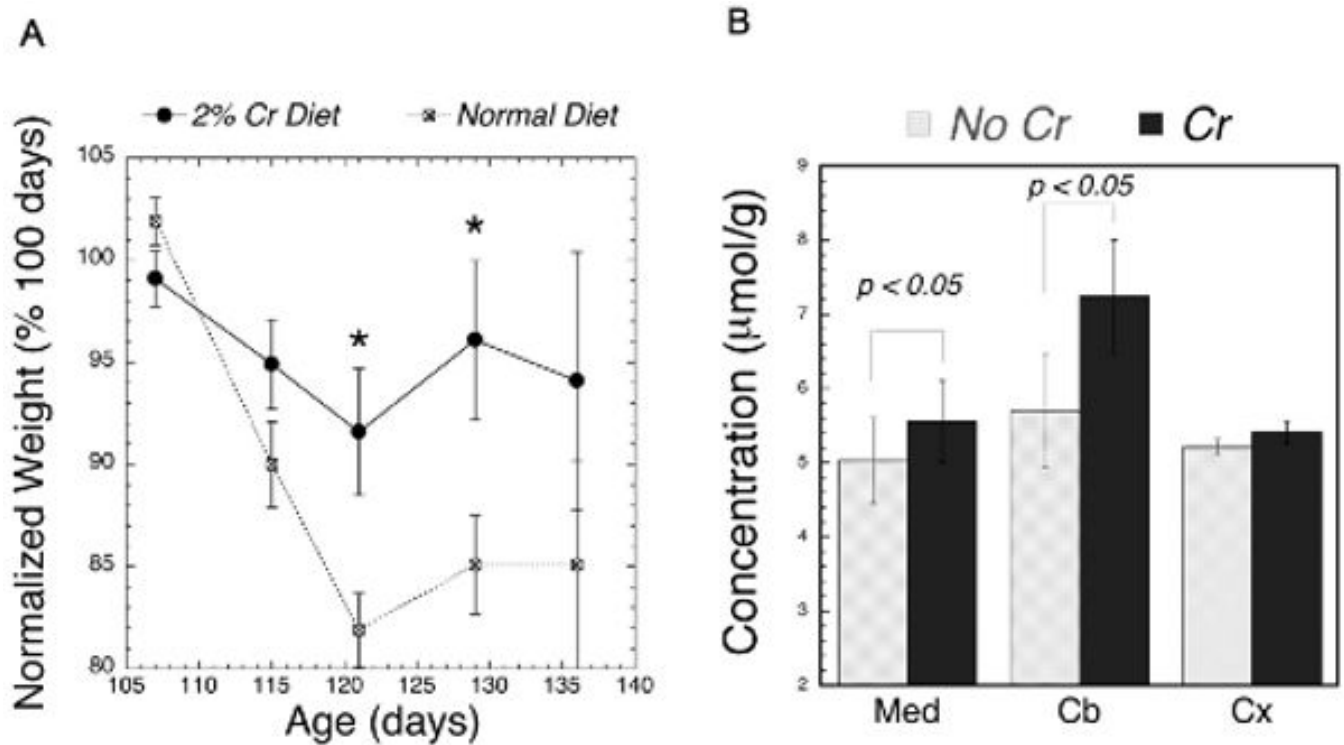 A
B
2% Cr Diet
Normal Diet
No Cr
Cr
Normalized Weight (% 100 days)
105
100
95
90
85
80
*
*
105
110
115
120
125
130
135
140
Age (days)
Concentration (μmol/g)
9
8
7
6
5
4
3
2
p < 0.05
p < 0.05
Med
Cb
Cx